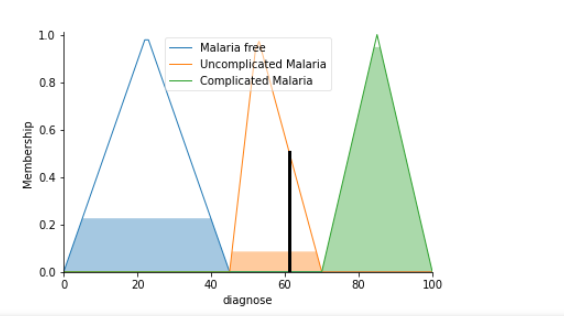 Malaria free
Uncomplicated Malaria
Complicated Malaria
Membership
1.0
0.8
0.6
0.4
0.2
0.0
0 20 40 60 80 100
diagnose